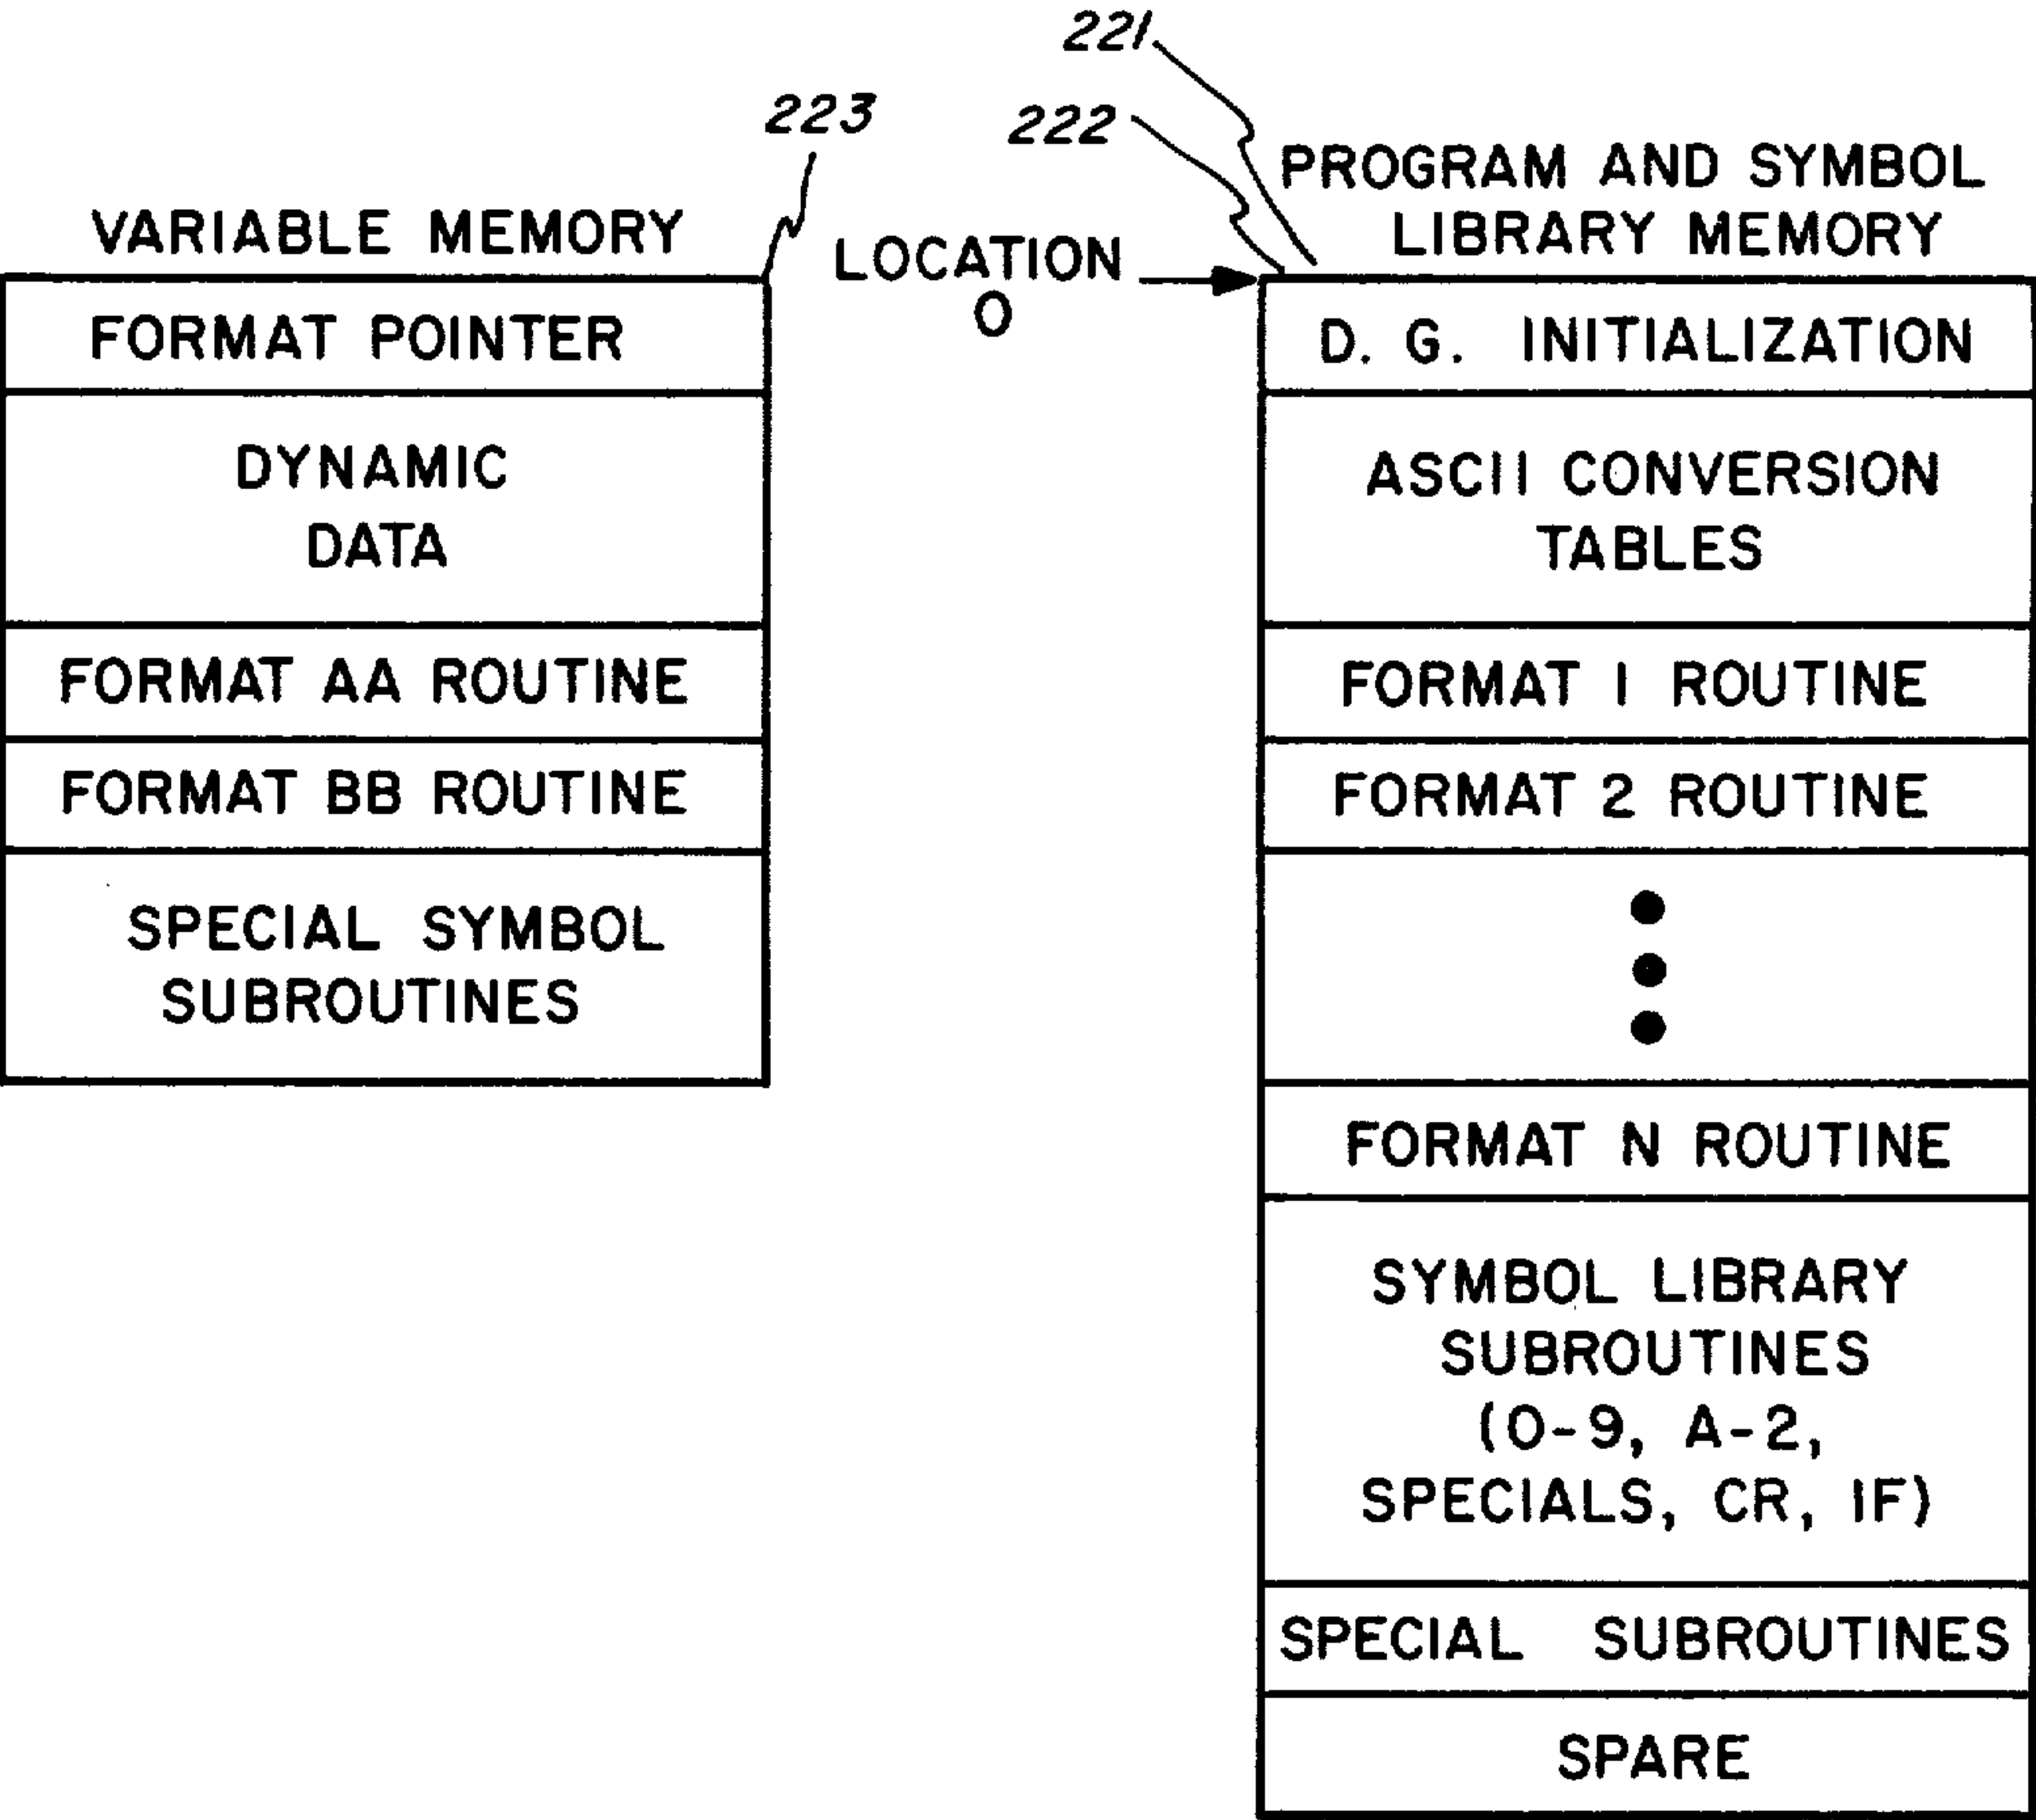 221
223
222
VARIABLE MEMORY
FORMAT POINTER
DYNAMIC
DATA
FORMAT AA ROUTINE
FORMAT BB ROUTINE
SPECIAL SYMBOL
SUBROUTINES
LOCATION
0
PROGRAM AND SYMBOL
LIBRARY MEMORY
D. G. INITIALIZATION
ASCII CONVERSION
TABLES
FORMAT 1 ROUTINE
FORMAT 2 ROUTINE
FORMAT N ROUTINE
SYMBOL LIBRARY
SUBROUTINES
(0-9, A-2,
SPECIALS, CR, IF)
SPECIAL SUBROUTINES
SPARE